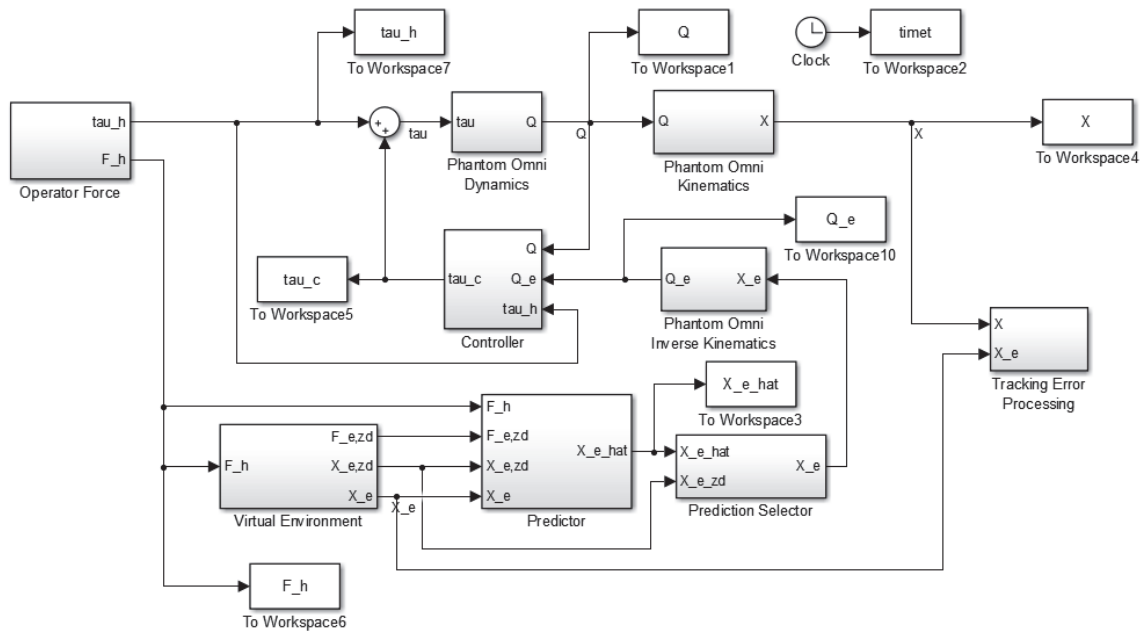 tau_h
To Workspace7
Q
To Workspace1
Clock
timet
To Workspace2
tau_h
F_h
Operator Force
+
+
tau
tau
Q
Phantom Omni
Dynamics
Q
Q
X
Phantom Omni
Kinematics
X
X
To Workspace4
Q_e
To Workspace10
tau_c
To Workspace5
Q
tau_c
Q_e
tau_h
Controller
Q_e
X_e
Phantom Omni
Inverse Kinematics
X
X_e
Tracking Error
Processing
X_e_hat
To Workspace3
F_h
F_e,zd
X_e,zd
X_e
Virtual Environment
X_e
F_h
F_e,zd
X_e,zd
X_e
X_e_hat
Predictor
X_e_hat
X_e_zd
X_e
Prediction Selector
F_h
To Workspace6